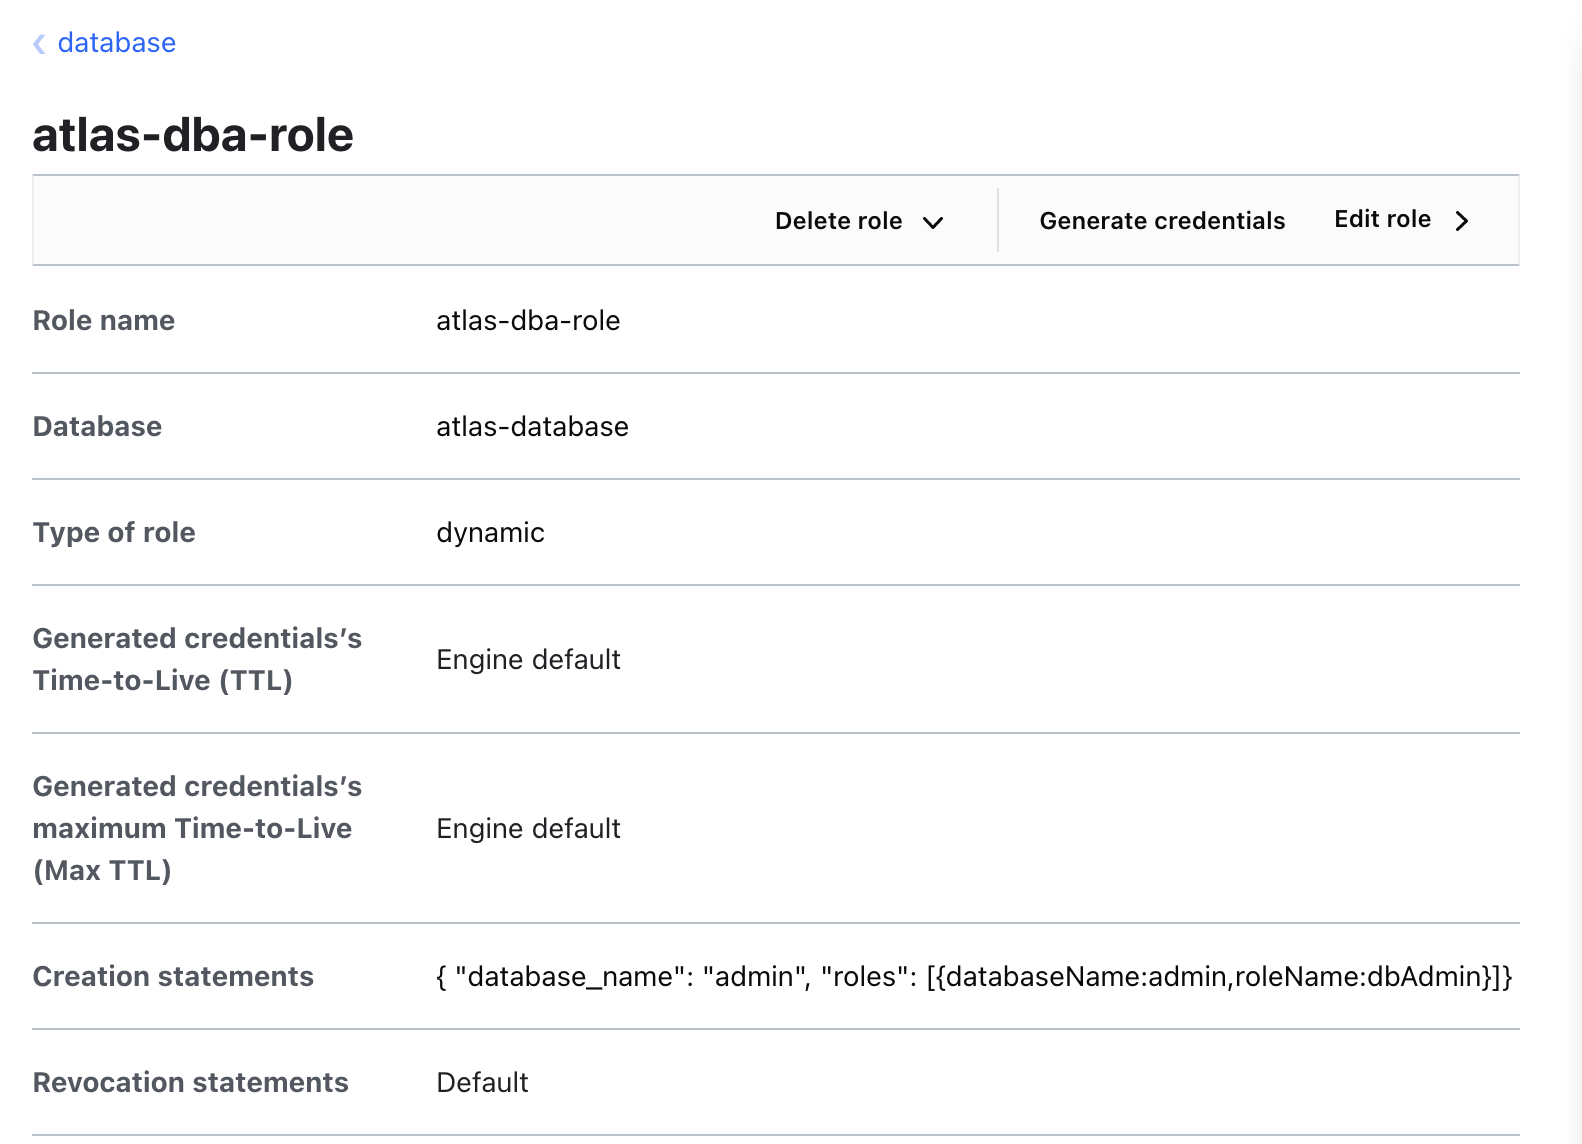 database
atlas-dba-role
Delete role
Generate credentials
Edit role
Role name
atlas-dba-role
Database
atlas-database
Type of role
dynamic
Generated credentials’s
Time-to-Live (TTL)
Engine default
Generated credentials’s
maximum Time-to-Live
(Max TTL)
Engine default
Creation statements
{ "database_name": "admin", "roles": [{databaseName:admin,roleName:dbAdmin}]}
Revocation statements
Default